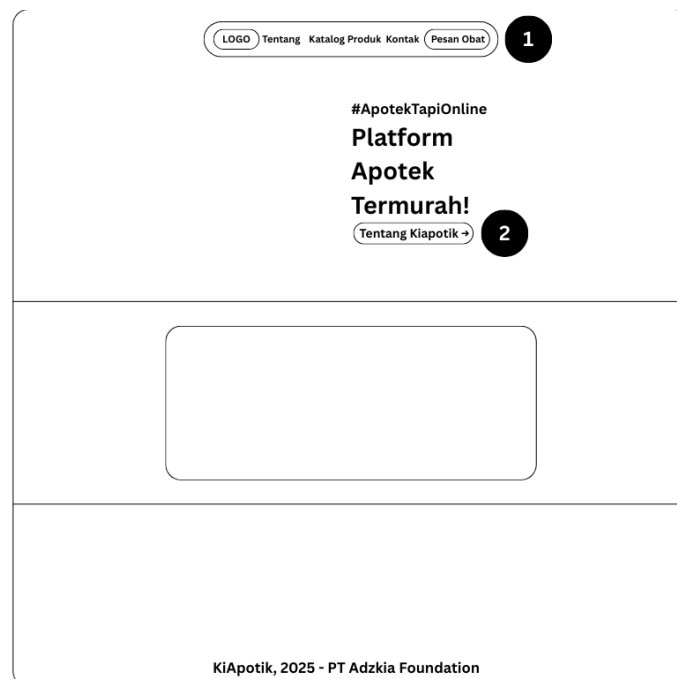 LOGO Tentang Katalog Produk Kontak Pesan Obat 1
#ApotekTapiOnline
Platform
Apotek
Termurah!
Tentang Kiapotik → 2
KiApotik, 2025 - PT Adzkia Foundation